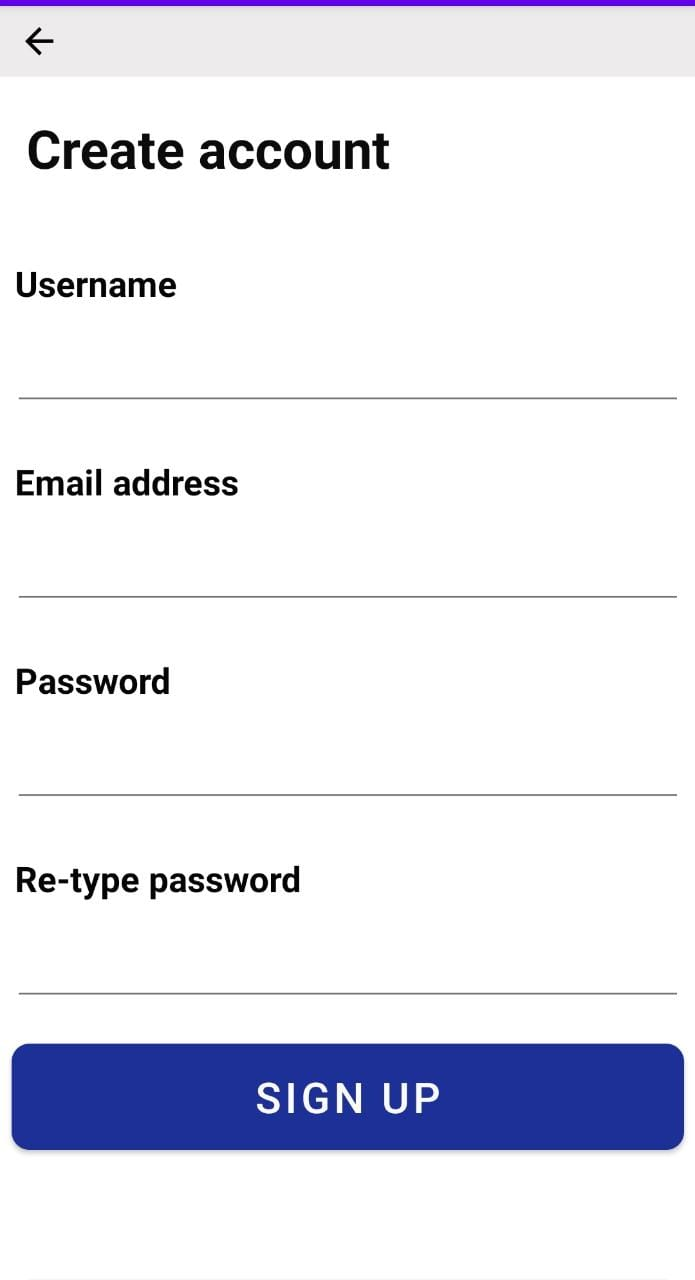 Create account
Username
Email address
Password
Re-type password
SIGN UP